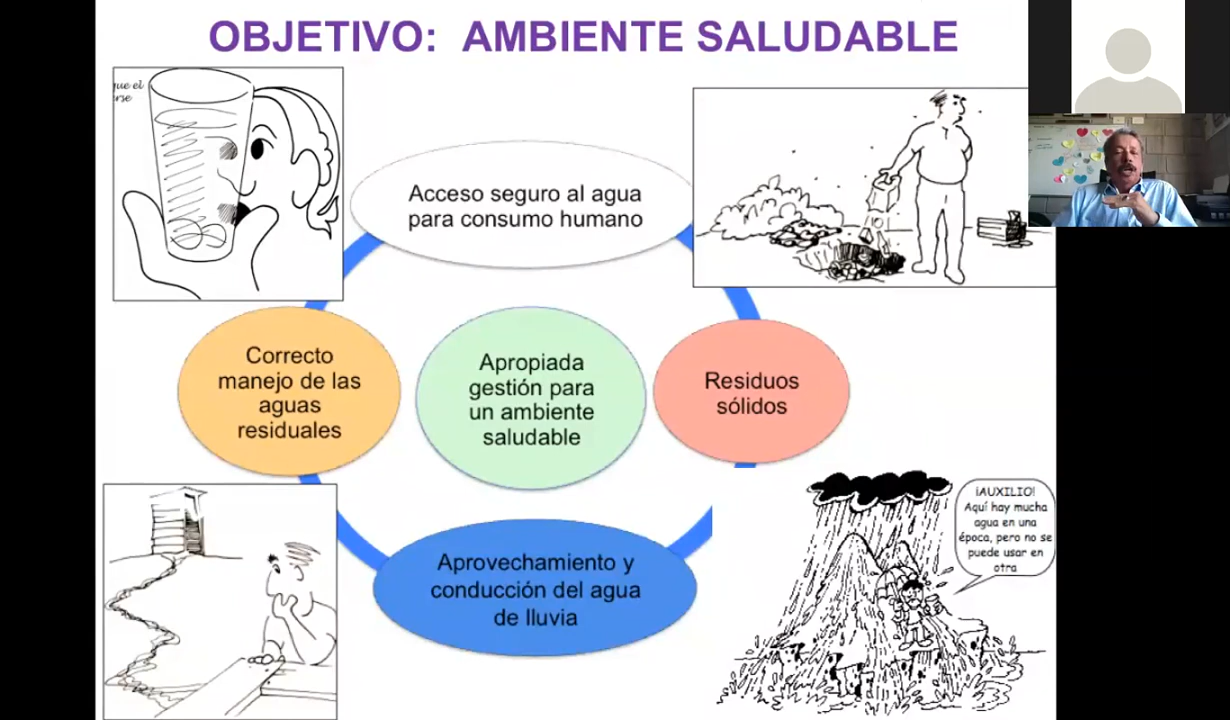 OBJETIVO: AMBIENTE SALUDABLE
que el
Acceso seguro al agua
para consumo humano
Correcto
manejo de las
aguas
residuales
Apropiada
gestión para
un ambiente
saludable
Residuos
sólidos
Aprovechamiento y
conducción del agua
de lluvia
¡AUXILIO!
Aquí hay mucha
agua en una
época, pero no se
puede usar en
otra